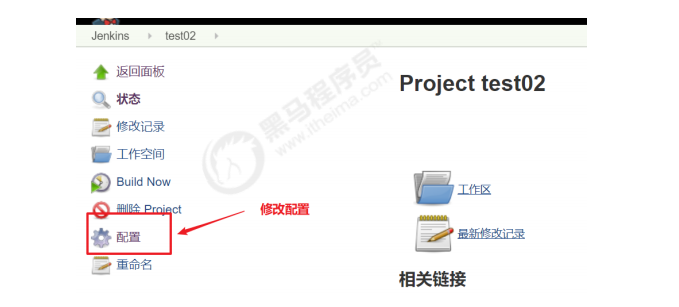 Jenkins
test02
返回面板
状态
修改记录
工作空间
Build Now
删除 Project
配置
重命名
修改配置
黑马程序员
www.itheima.com
Project test02
工作区
最新修改记录
相关链接